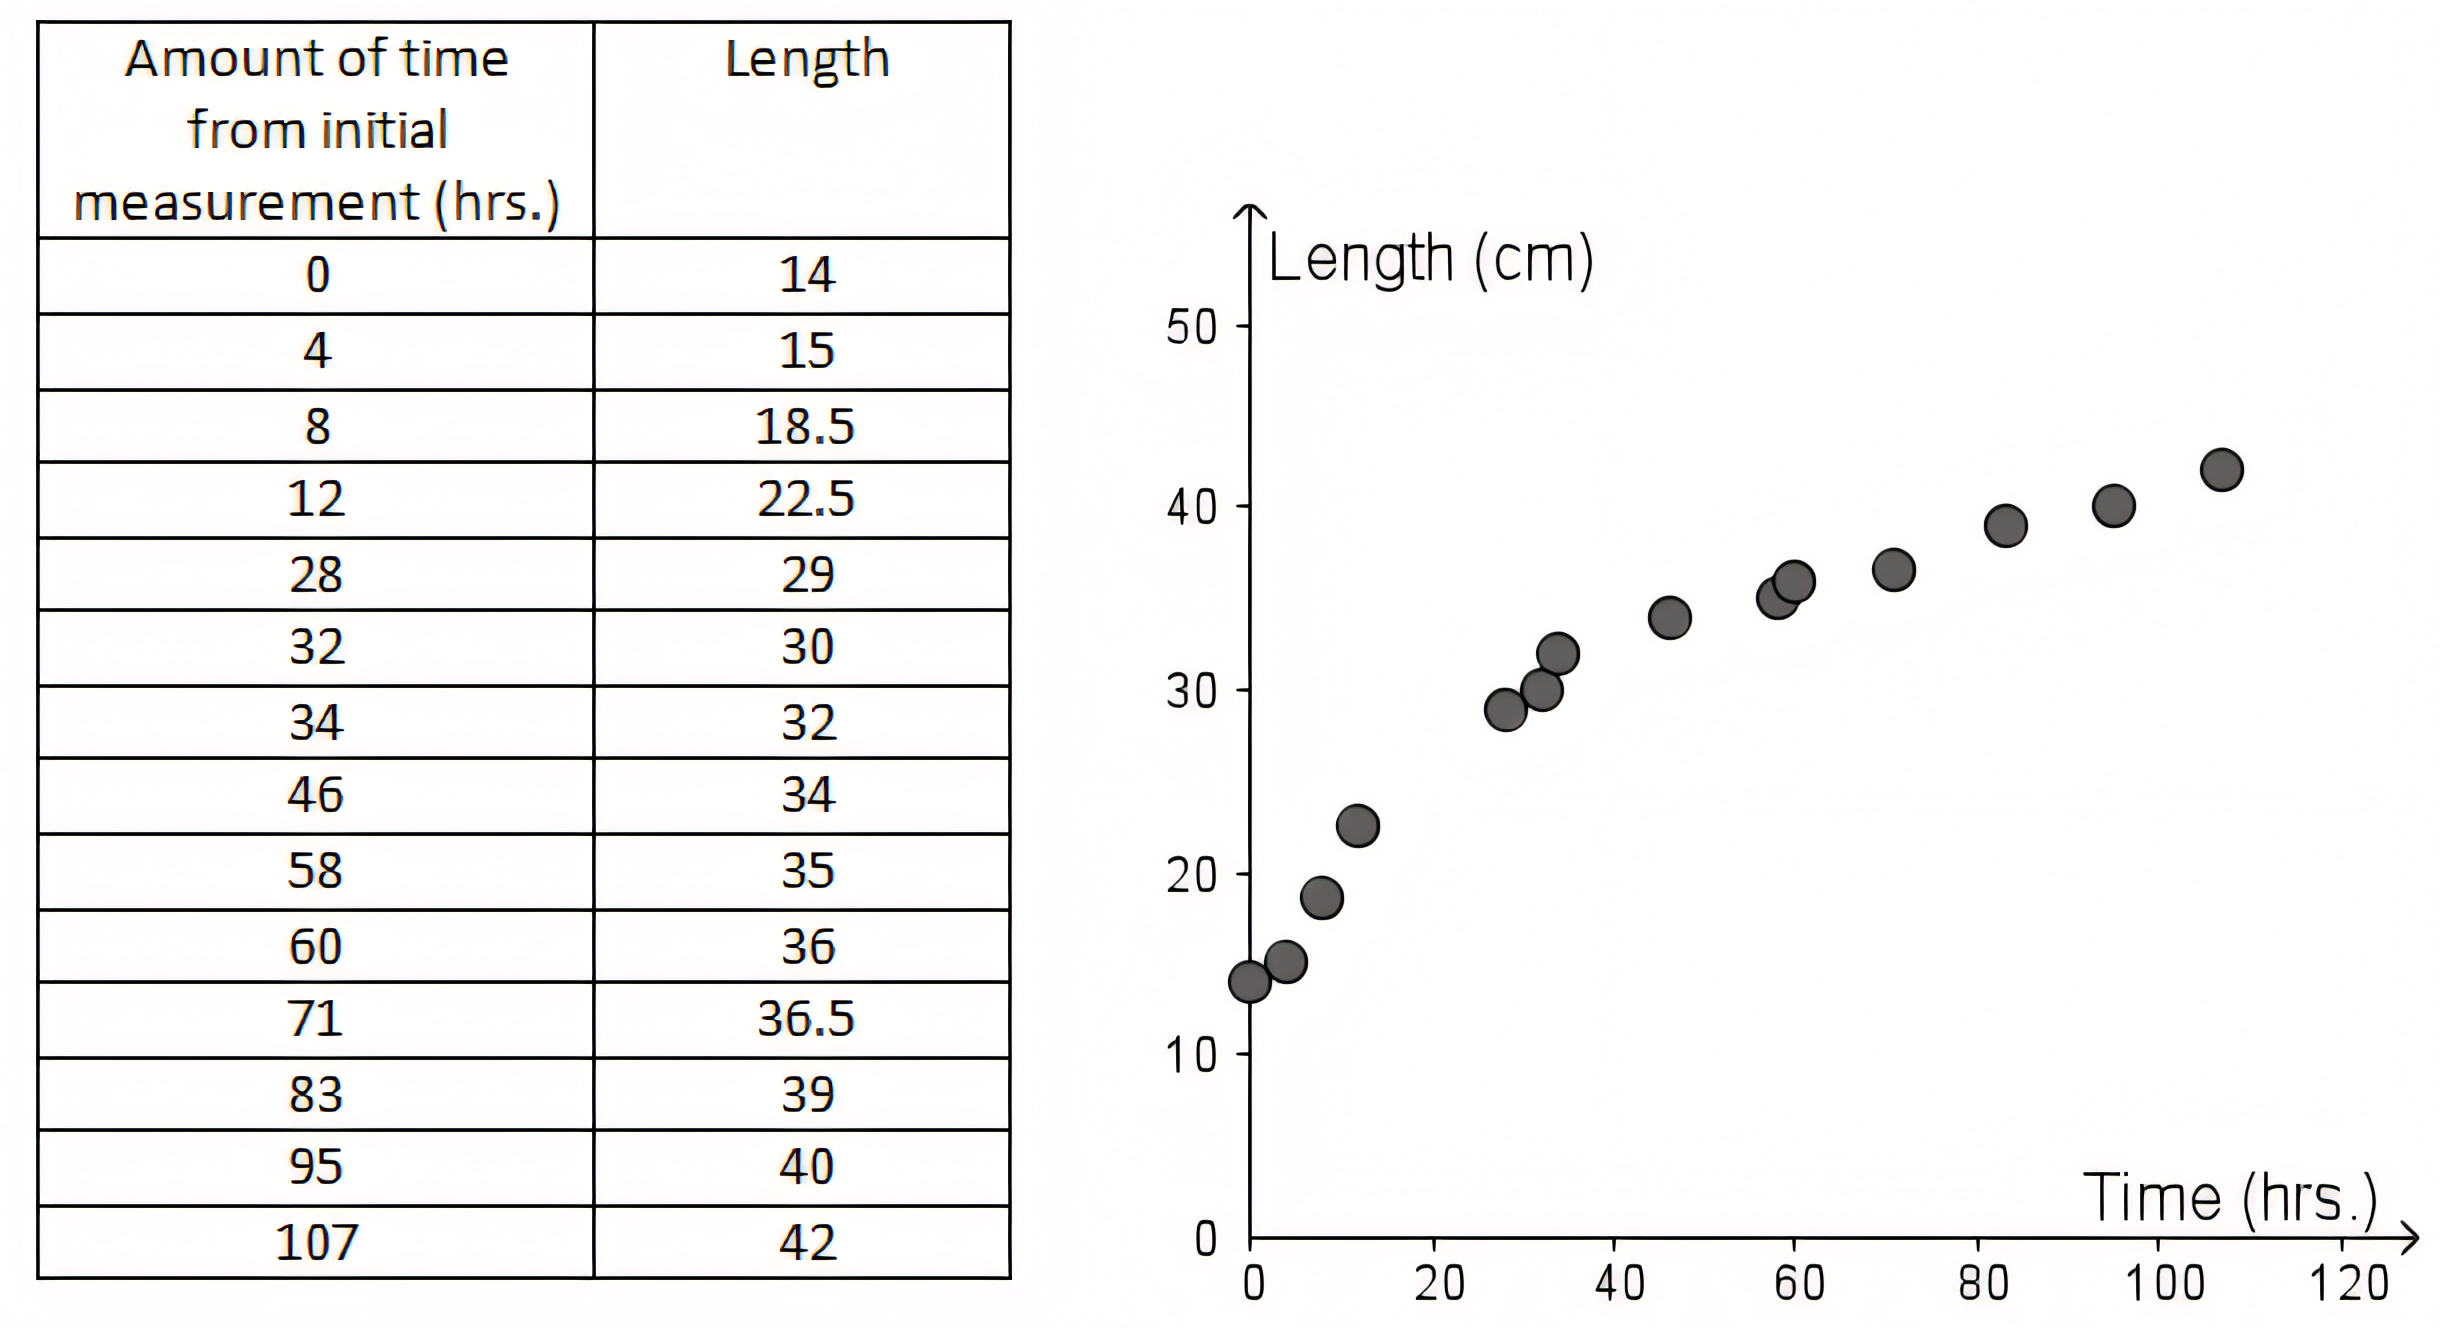 Amount of time
from initial
measurement (hrs.)
Length
0 14
4 15
8 18.5
12 22.5
28 29
32 30
34 32
46 34
58 35
60 36
71 36.5
83 39
95 40
107 42
Length (cm)
50
40
30
20
10
0
Time (hrs.)
0 20 40 60 80 100 120